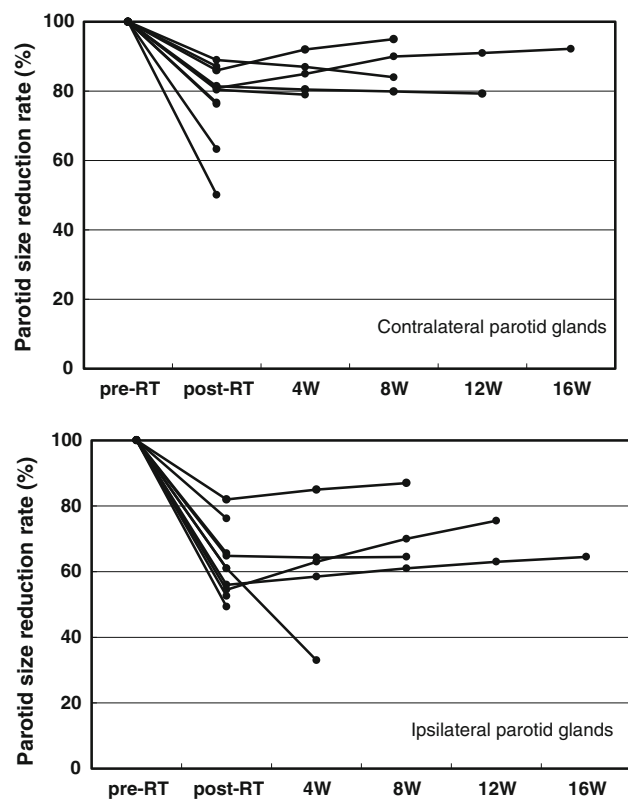 Parotid size reduction rate (%)
100
80
60
40
20
0
Contralateral parotid glands
pre-RT post-RT 4W 8W 12W 16W
Parotid size reduction rate (%)
100
80
60
40
20
0
Ipsilateral parotid glands
pre-RT post-RT 4W 8W 12W 16W